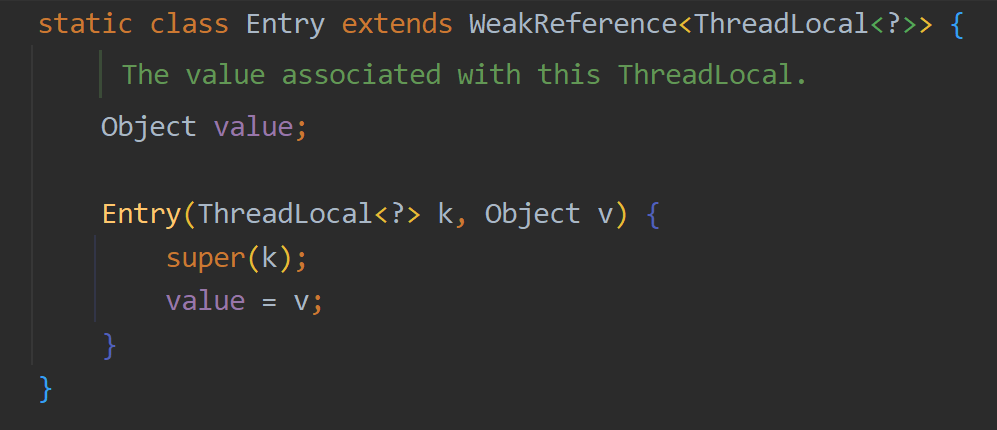 static class Entry extends WeakReference<ThreadLocal<?>> {
The value associated with this ThreadLocal.
Object value;
Entry(ThreadLocal<?> k, Object v) {
super(k);
value = v;
}
}